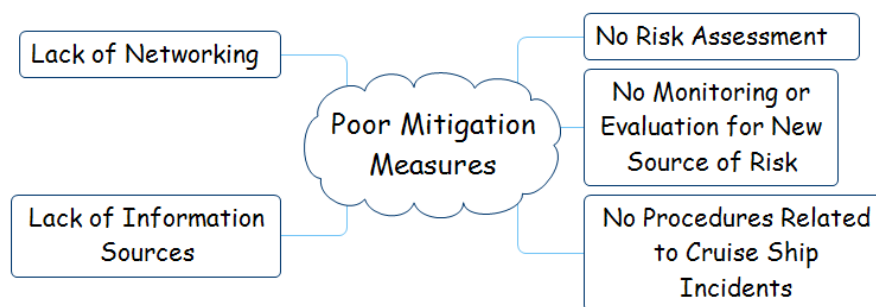 Lack of Networking
Lack of Information
Sources
Poor Mitigation
Measures
No Risk Assessment
No Monitoring or
Evaluation for New
Source of Risk
No Procedures Related
to Cruise Ship
Incidents